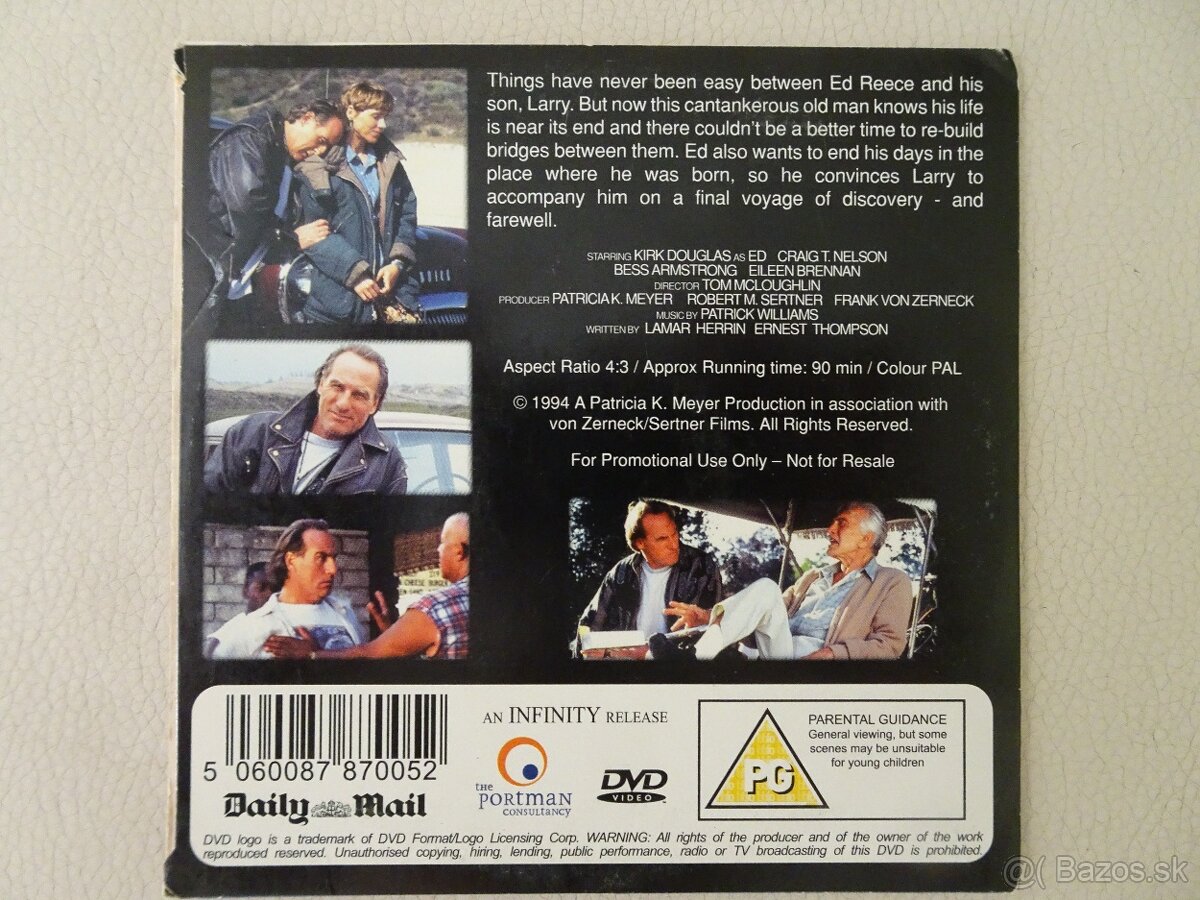 Things have never been easy between Ed Reece and his
son, Larry. But now this cantankerous old man knows his life
is near its end and there couldn't be a better time to re-build
bridges between them. Ed also wants to end his days in the
place where he was born, so he convinces Larry to
accompany him on a final voyage of discovery - and
farewell.
STARRING KIRK DOUGLAS AS ED CRAIG T. NELSON
BESS ARMSTRONG EILEEN BRENNAN
DIRECTOR TOM MCLOUGHLIN
PRODUCER PATRICIA K. MEYER ROBERT M. SERTNER FRANK VON ZERNECK
MUSIC BY PATRICK WILLIAMS
WRITTEN BY LAMAR HERRIN ERNEST THOMPSON
Aspect Ratio 4:3 / Approx Running time: 90 min / Colour PAL
© 1994 A Patricia K. Meyer Production in association with
von Zerneck/Sertner Films. All Rights Reserved.
For Promotional Use Only – Not for Resale
CHEESE BURGER
5 060087 870052
Daily Mail
AN INFINITY RELEASE
the
PORTMAN
CONSULTANCY
DVD
VIDEO
PG
PARENTAL GUIDANCE
General viewing, but some
scenes may be unsuitable
for young children
DVD logo is a trademark of DVD Format/Logo Licensing Corp. WARNING: All rights of the producer and of the owner of the work
reproduced reserved. Unauthorised copying, hiring, lending, public performance, radio or TV broadcasting of this DVD is prohibited.
@( Bazos.sk